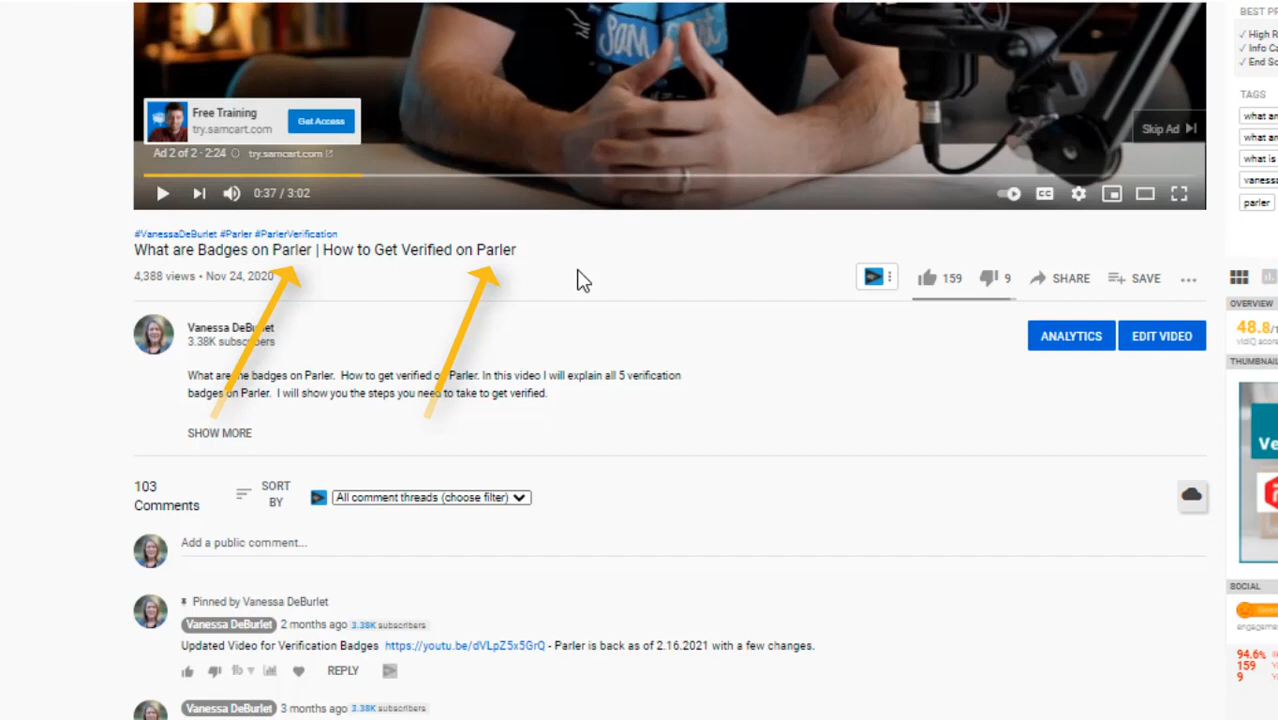 BEST
High
Info
End
Free Training
try.samcart.com
Get Access
Skip Ad
TAGS
what
what
what is
parler
Ad 2 of 2 · 2:24 try.samcart.com
0:37 / 3:02
CC
#VanessaDeBurlet #Parler #ParlerVerification
What are Badges on Parler | How to Get Verified on Parler
4,388 views • Nov 24, 2020
159
9
SHARE
SAVE
OVERVIEW
48.8/
vidIQ
Vanessa DeBurlet
3.38K subscribers
ANALYTICS
EDIT VIDEO
What are the badges on Parler. How to get verified on Parler. In this video I will explain all 5 verification
badges on Parler. I will show you the steps you need to take to get verified.
SHOW MORE
Ve
103
Comments
SORT
BY
All comment threads (choose filter)
Add a public comment...
SOCIAL
Pinned by Vanessa DeBurlet
Vanessa DeBurlet 2 months ago 3.38K subscribers
Updated Video for Verification Badges https://youtu.be/dVLpZ5x5GrQ - Parler is back as of 2.16.2021 with a few changes.
REPLY
94.6%
159
9
Vanessa DeBurlet 3 months ago 3.38K subscribers